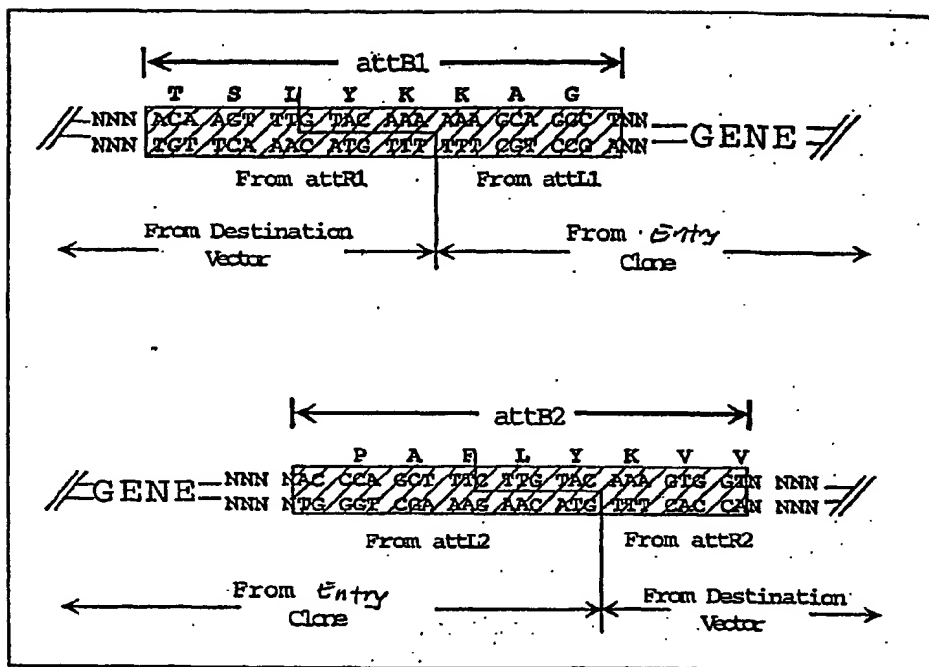 attB1
T S L Y K K A G
NNN ACA AGT TTG TAC AAA AAA GCA GGC TNN GENE
NNN TGT TCA AAC ATG TTT TTT CGT CCG ANN
From attR1 From attL1
From Destination Vector
From Entry Clone
attB2
P A F L Y K V V
GENE NNN NAC CCA GCT TTC TTG TAC AAA GTG GTN NNN
NNN NTG GGT CGA AAG AAC ATG TTT CAC CAN NNN
From attL2 From attR2
From Entry Clone
From Destination Vector